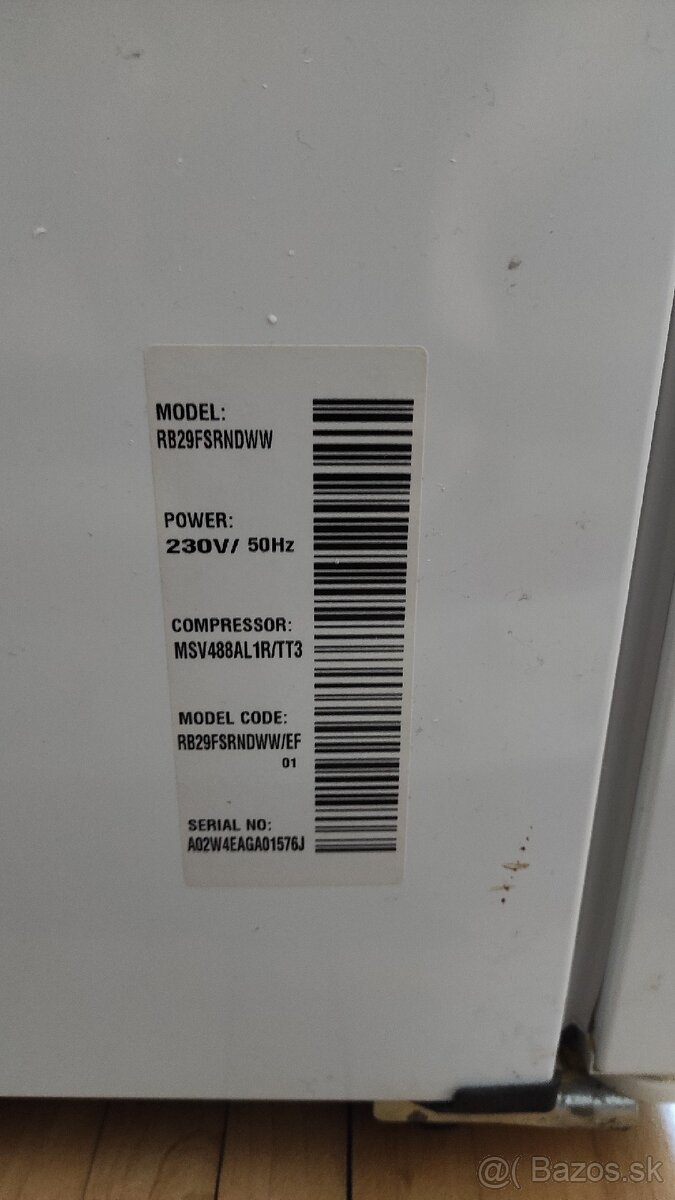 MODEL:
RB29FSRNDWW
POWER:
230V/ 50Hz
COMPRESSOR:
MSV488AL1R/TT3
MODEL CODE:
RB29FSRNDWW/EF
01
SERIAL NO:
A02W4EAGA01576J
@( Bazos.sk